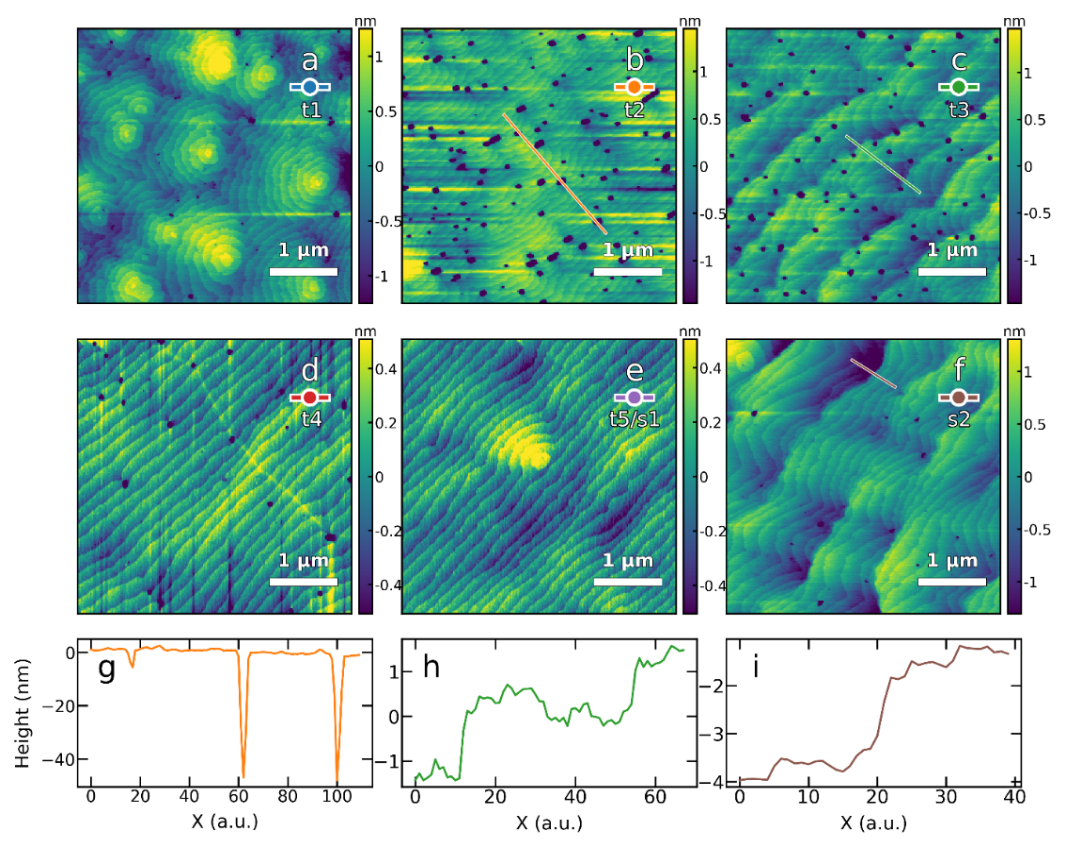 nm nm nm
a b c
t1 t2 t3
1 1 1
0.5 0.5 0.5
0 0 0
-0.5 -0.5 -0.5
-1 -1 -1
1 μm 1 μm 1 μm
nm nm nm
d e f
t4 t5/s1 s2
0.4 0.4 1
0.2 0.2 0.5
0 0 0
-0.2 -0.2 -0.5
-0.4 -0.4 -1
1 μm 1 μm 1 μm
g
Height (nm)
0
−20
−40
0 20 40 60 80 100
X (a.u.)
h
1
0
−1
0 20 40 60
X (a.u.)
i
−2
−3
−4
0 10 20 30 40
X (a.u.)